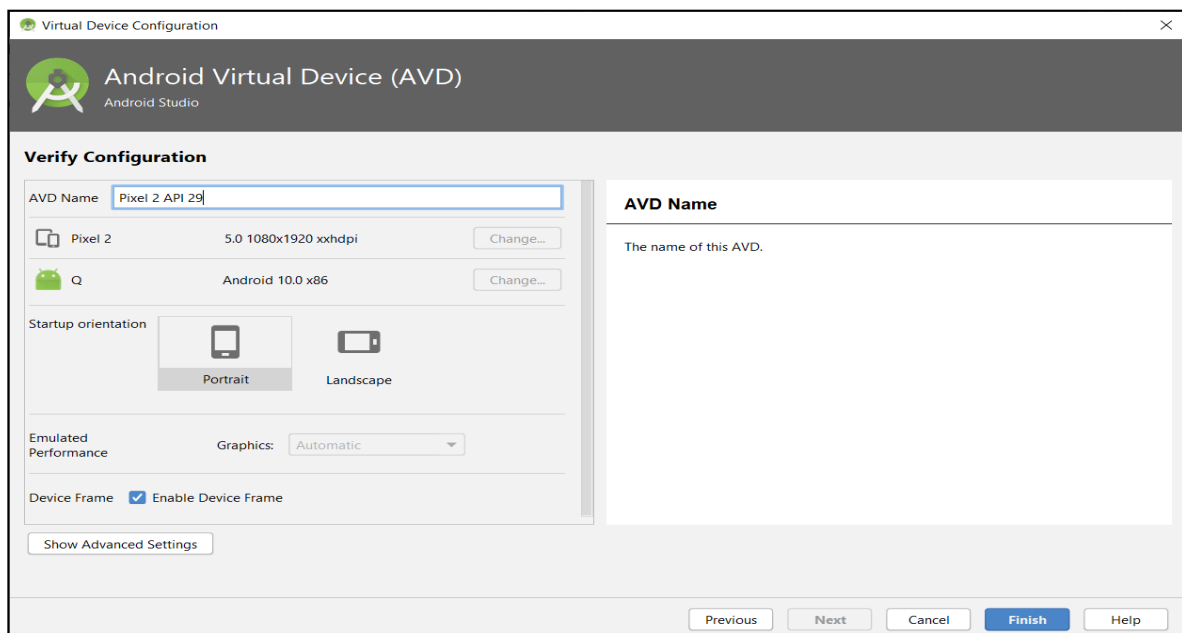 Virtual Device Configuration
Android Virtual Device (AVD)
Android Studio
Verify Configuration
AVD Name Pixel 2 API 29
Pixel 2 5.0 1080x1920 xxhdpi Change...
Q Android 10.0 x86 Change...
Startup orientation
Portrait Landscape
Emulated
Performance
Graphics: Automatic
Device Frame Enable Device Frame
Show Advanced Settings
AVD Name
The name of this AVD.
Previous Next Cancel Finish Help